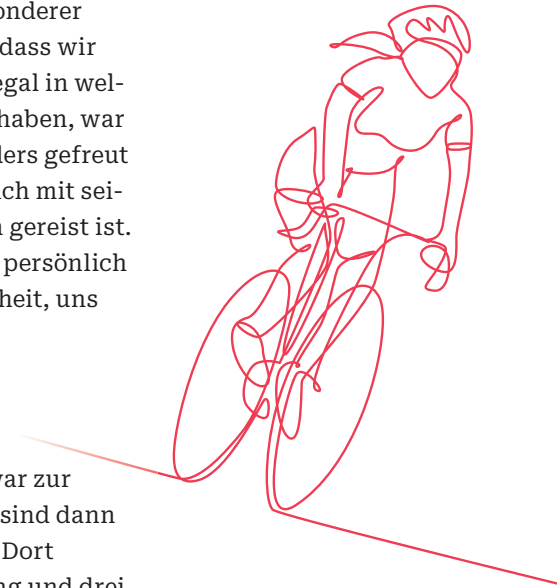 onderer
dass wir
egal in wel-
haben, war
ders gefreut
ch mit sei-
n gereist ist.
persönlich
heit, uns
var zur
sind dann
Dort
ng und drei